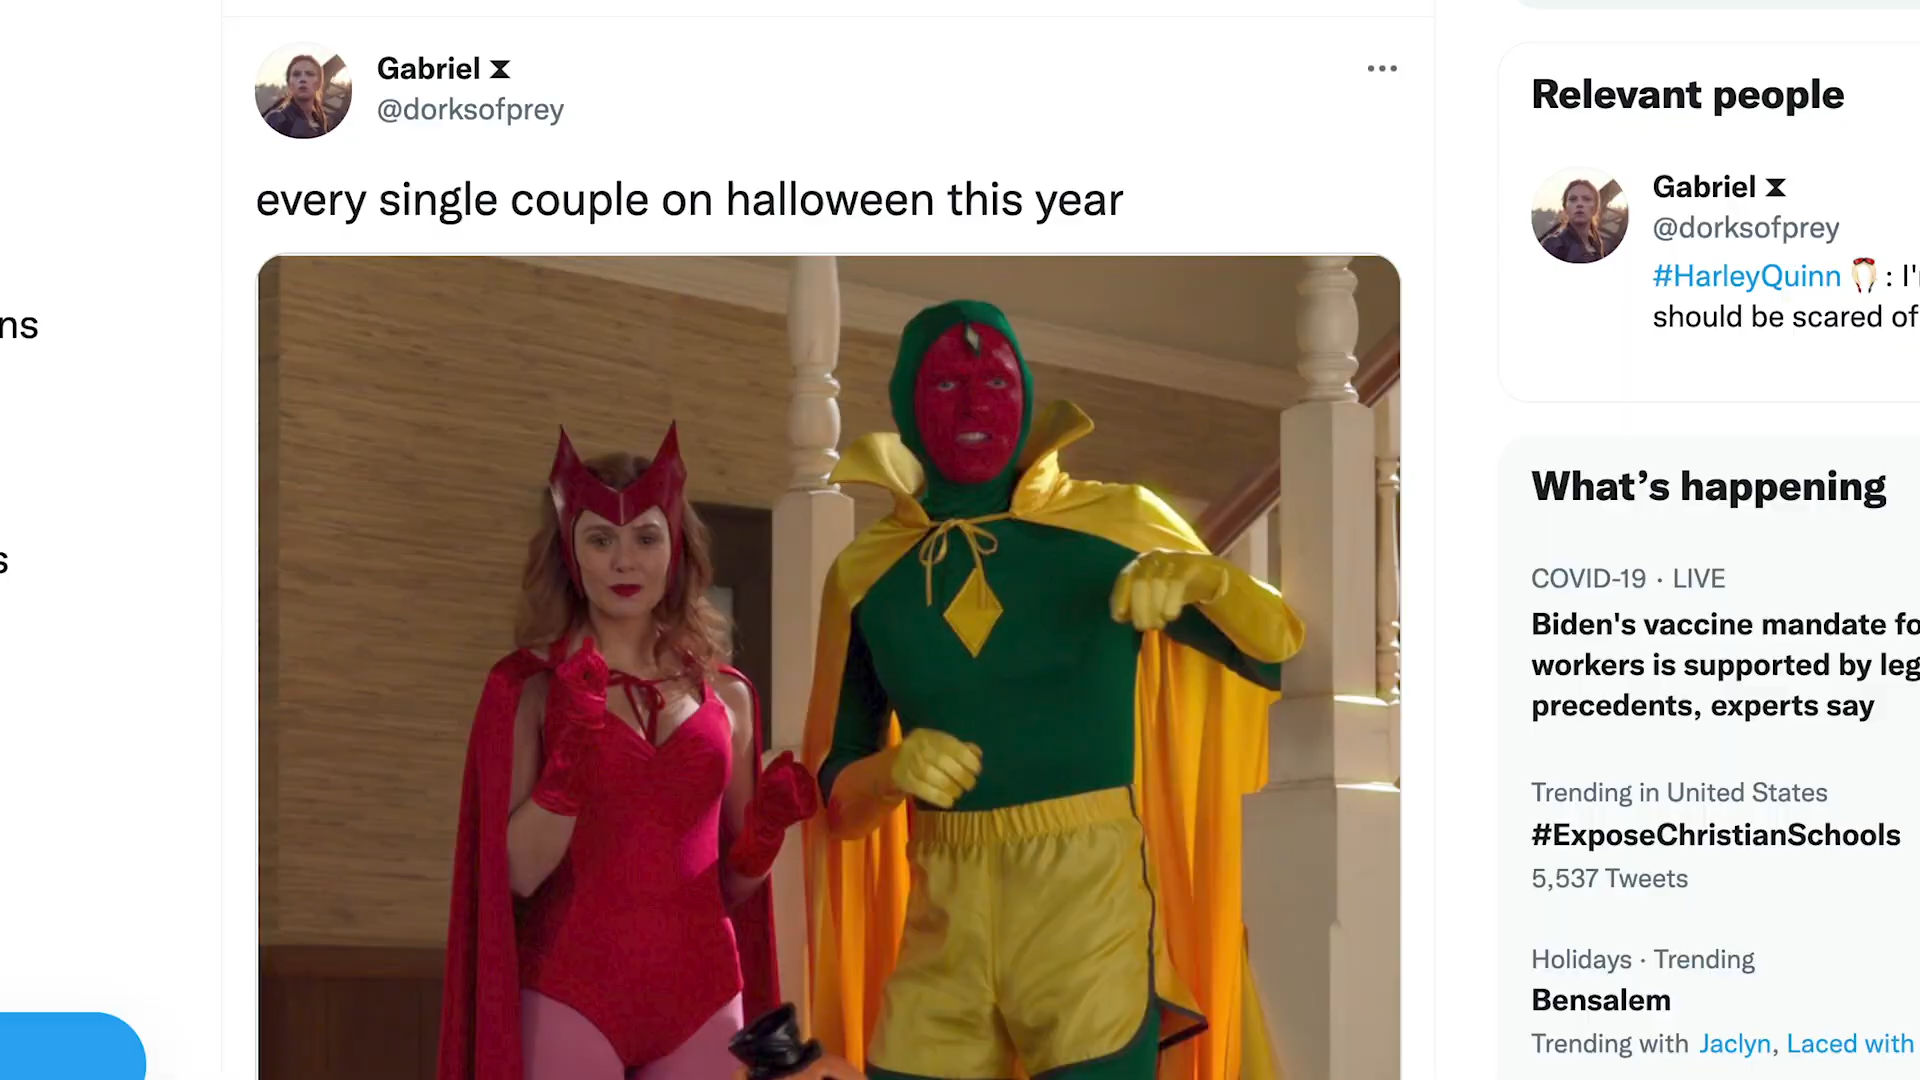 Gabriel
@dorksofprey
every single couple on halloween this year
ns
s
Relevant people
Gabriel
@dorksofprey
#HarleyQuinn : I'
should be scared of
What's happening
COVID-19 · LIVE
Biden's vaccine mandate fo
workers is supported by leg
precedents, experts say
Trending in United States
#ExposeChristianSchools
5,537 Tweets
Holidays · Trending
Bensalem
Trending with Jaclyn, Laced with